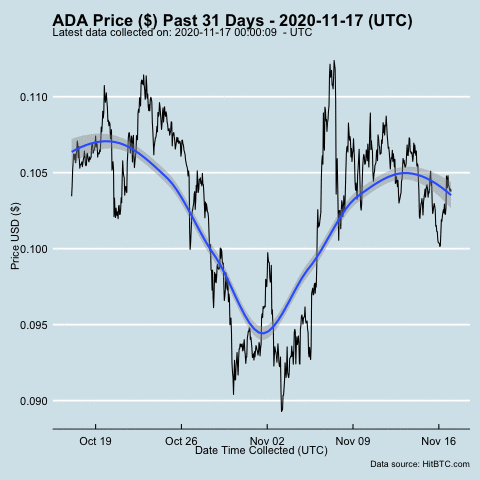 ADA Price ($) Past 31 Days - 2020-11-17 (UTC)
Latest data collected on: 2020-11-17 00:00:09 - UTC
Price USD ($)
0.110
0.105
0.100
0.095
0.090
Oct 19 Oct 26 Nov 02 Nov 09 Nov 16
Date Time Collected (UTC)
Data source: HitBTC.com